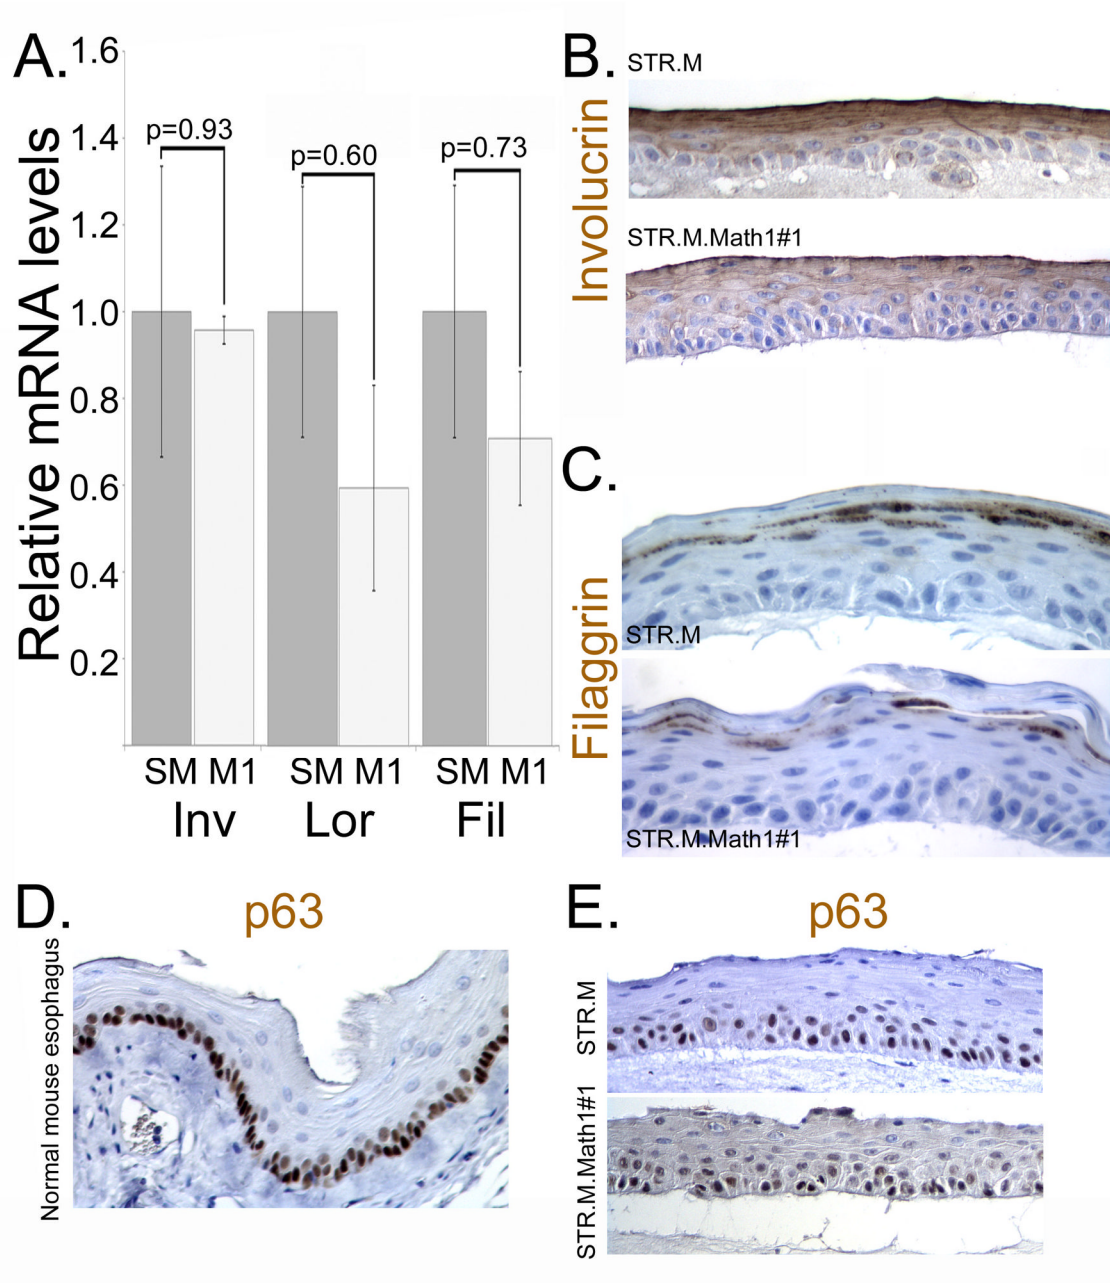 A.
Relative mRNA levels
1.6
1.4
1.2
1.0
0.8
0.6
0.4
0.2
p=0.93
p=0.60
p=0.73
SM M1 SM M1 SM M1
Inv Lor Fil
B.
Involucrin
STR.M
STR.M.Math1#1
C.
Filaggrin
STR.M
STR.M.Math1#1
D.
p63
Normal mouse esophagus
E.
p63
STR.M
STR.M.Math1#1